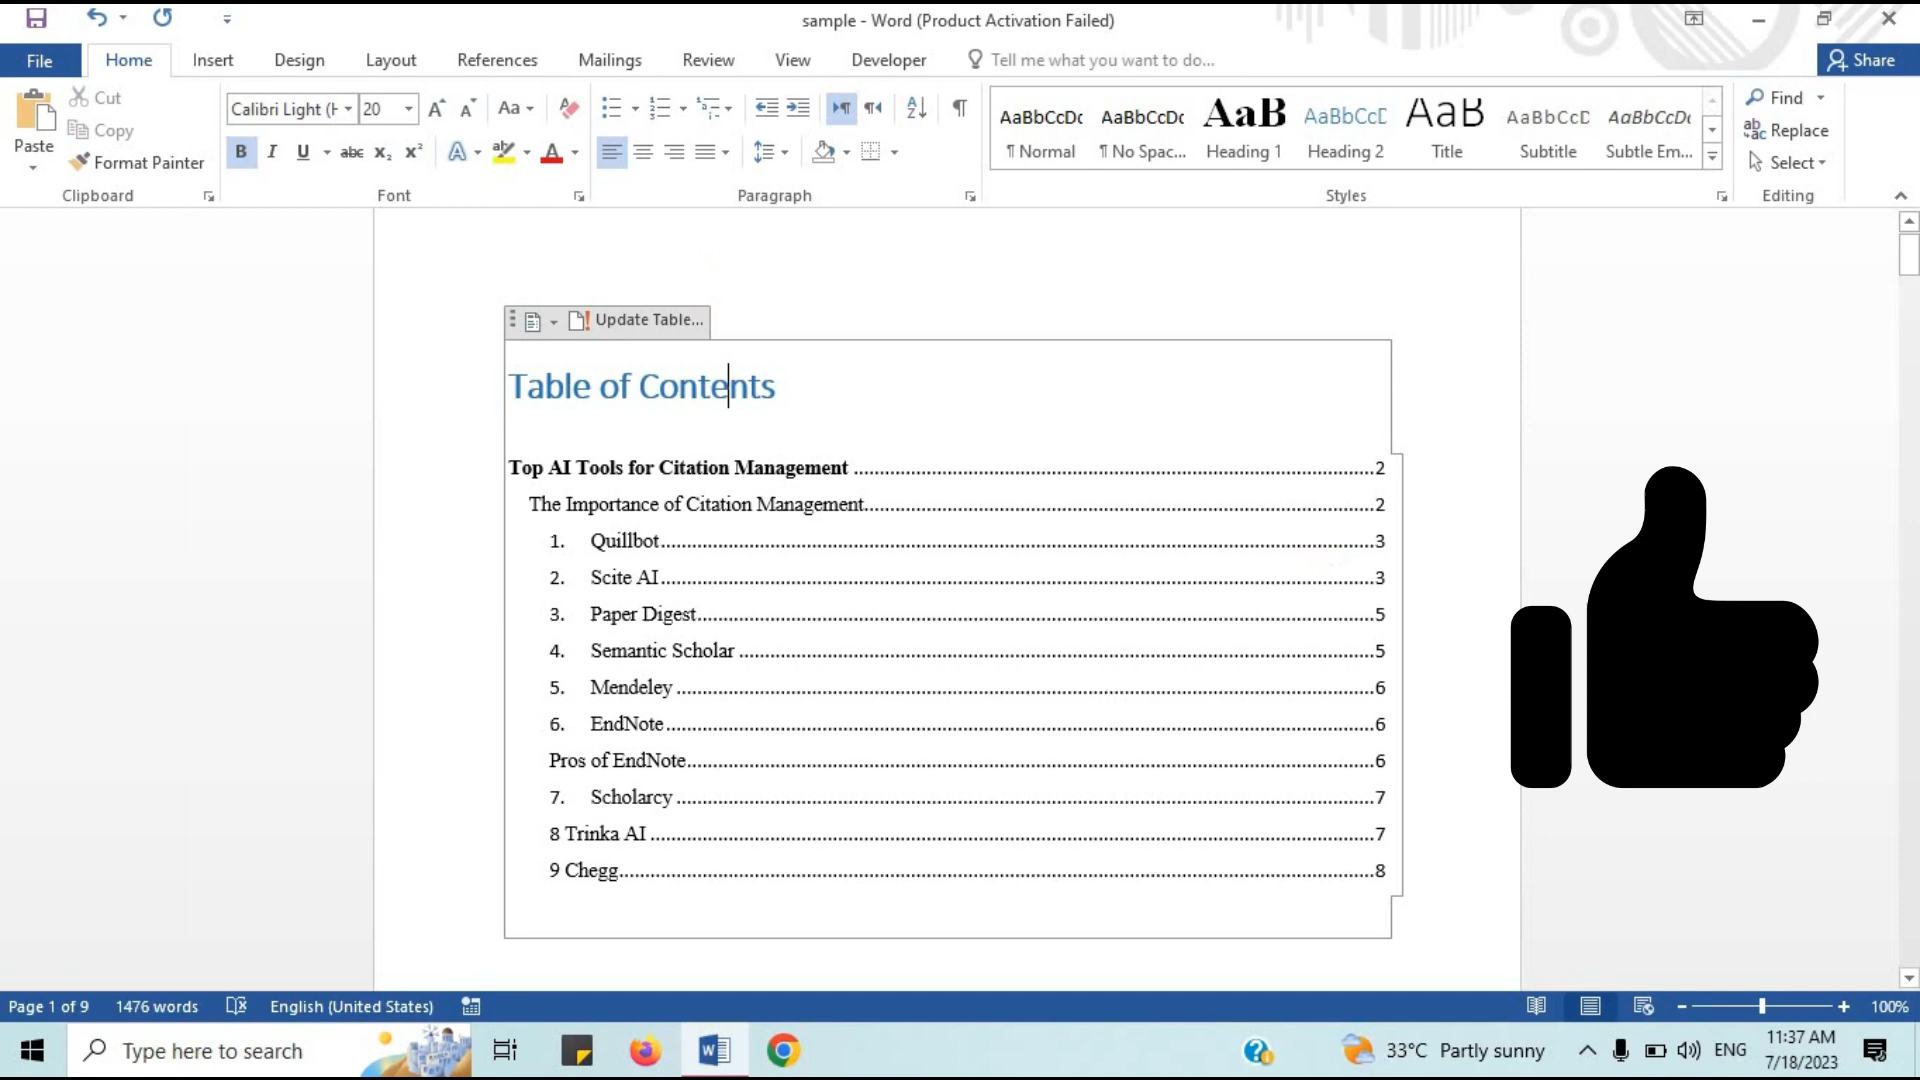 sample - Word (Product Activation Failed)
File Home Insert Design Layout References Mailings Review View Developer Tell me what you want to do... Share
Paste Cut Copy Format Painter
Clipboard
Calibri Light (H 20 Aa
B I U abc X₂ X²
Font
Paragraph
AaBbCcDc AaBbCcDc AaB AaBbCcD AaB AaBbCcD AaBbCcDc
¶ Normal ¶ No Spac... Heading 1 Heading 2 Title Subtitle Subtle Em...
Styles
Find
Replace
Select
Editing
Update Table...
Table of Contents
Top AI Tools for Citation Management 2
The Importance of Citation Management 2
1. Quillbot 3
2. Scite AI 3
3. Paper Digest 5
4. Semantic Scholar 5
5. Mendeley 6
6. EndNote 6
Pros of EndNote 6
7. Scholarcy 7
8 Trinka AI 7
9 Chegg 8
Page 1 of 9 1476 words English (United States) 100%
Type here to search 33°C Partly sunny ENG 11:37 AM
7/18/2023